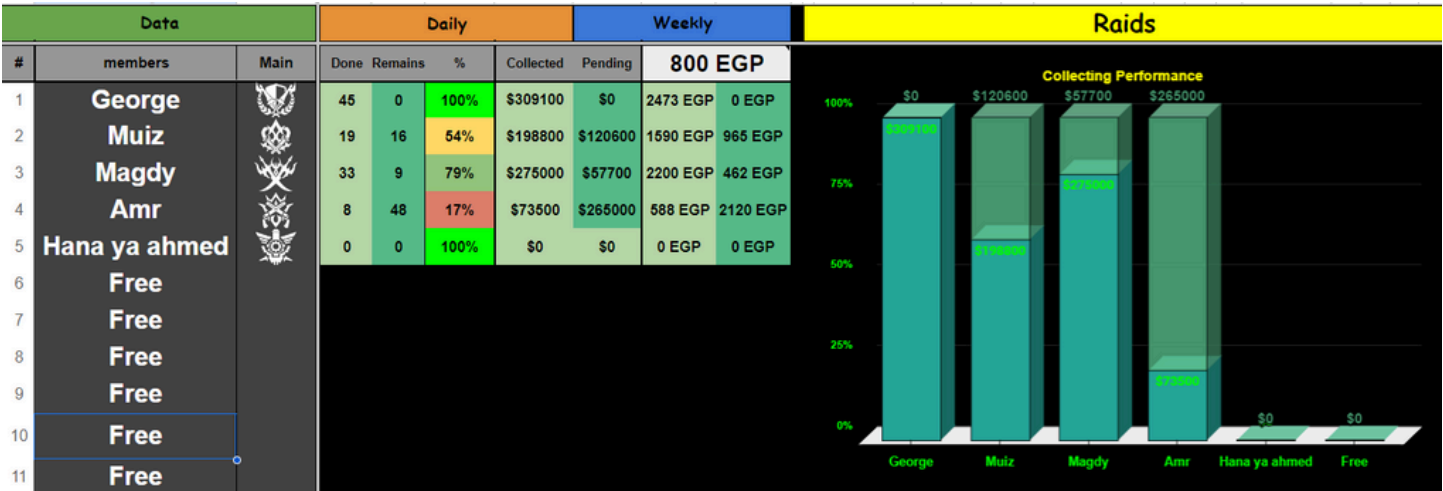 Data Daily Weekly Raids
# members Main Done Remains % Collected Pending 800 EGP
1 George 45 0 100% $309100 $0 2473 EGP 0 EGP
2 Muiz 19 16 54% $198800 $120600 1590 EGP 965 EGP
3 Magdy 33 9 79% $275000 $57700 2200 EGP 462 EGP
4 Amr 8 48 17% $73500 $265000 588 EGP 2120 EGP
5 Hana ya ahmed 0 0 100% $0 $0 0 EGP 0 EGP
6 Free
7 Free
8 Free
9 Free
10 Free
11 Free
Collecting Performance
$0 $120600 $57700 $265000
100%
$309100
75%
$275000
50%
$198800
25%
$73500
0%
$0 $0
George Muiz Magdy Amr Hana ya ahmed Free